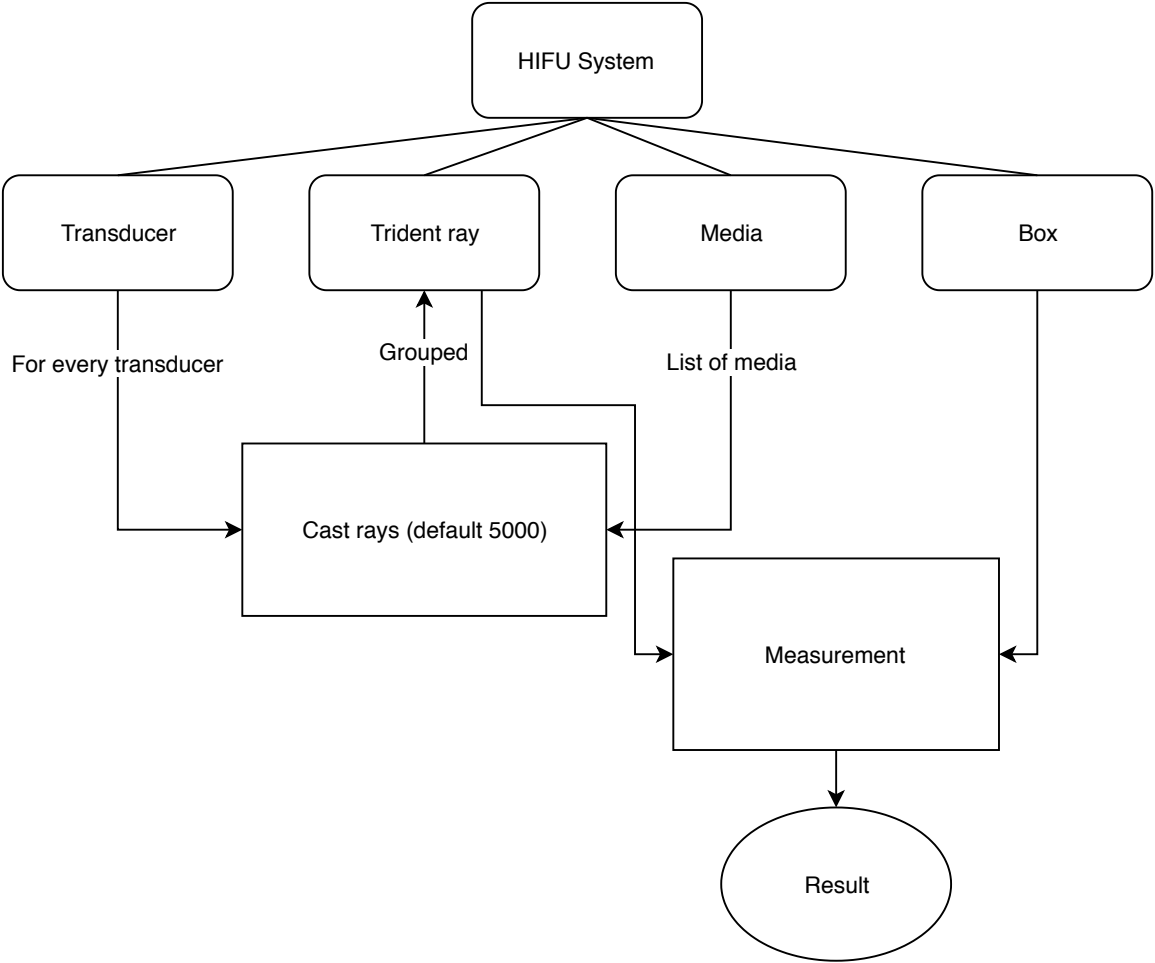 HIFU System
Transducer
Trident ray
Media
Box
For every transducer
Grouped
List of media
Cast rays (default 5000)
Measurement
Result